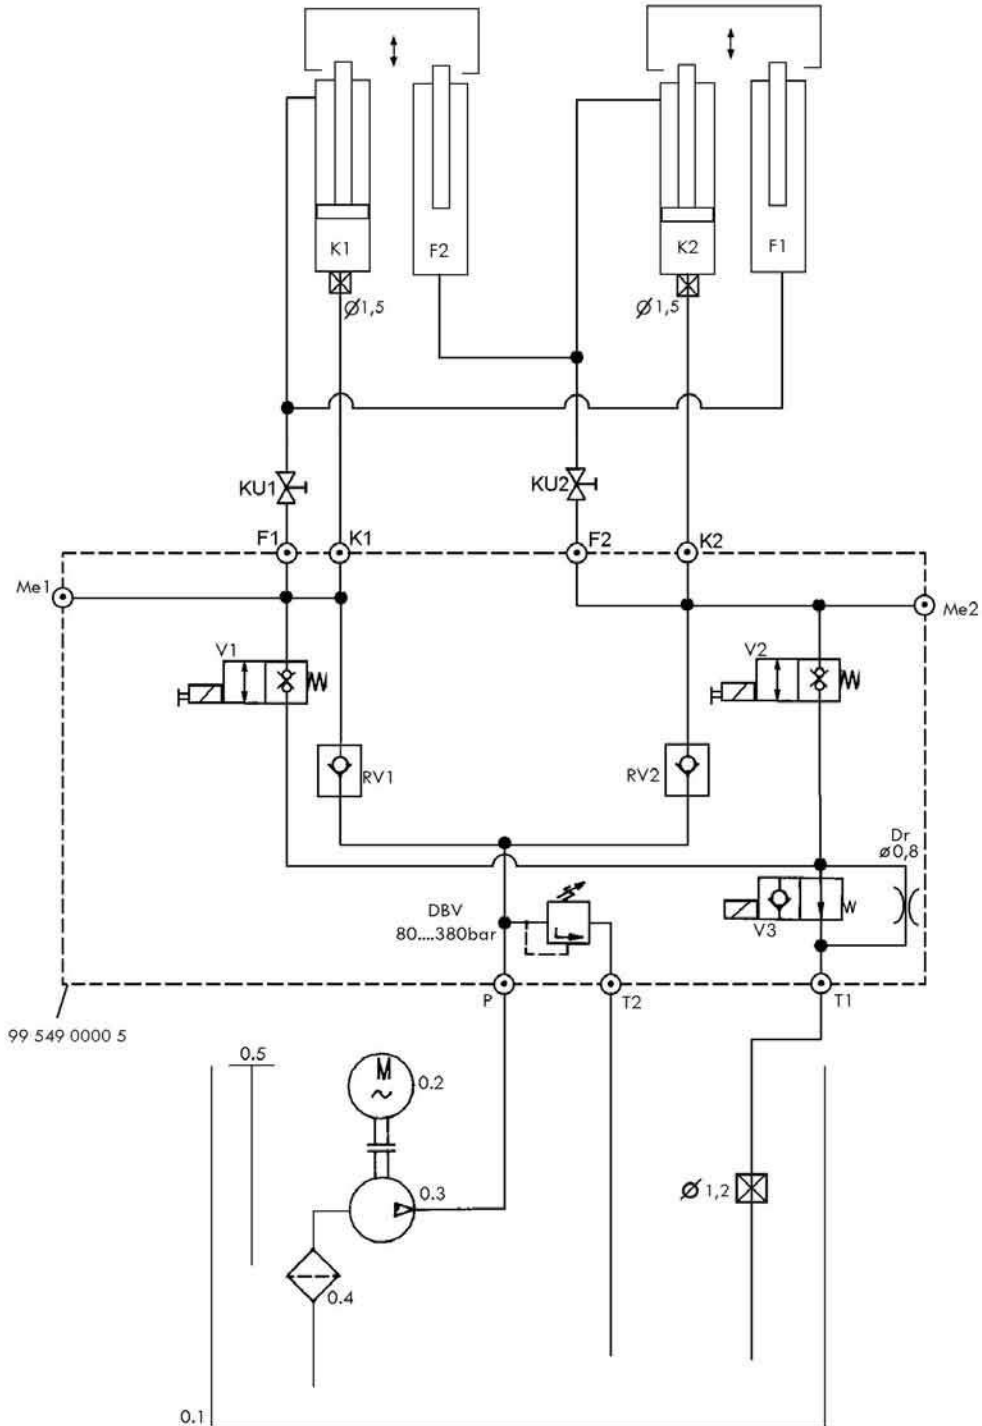 K1
F2
K2
F1
Ø1,5
Ø1,5
KU1
KU2
F1
K1
F2
K2
Me1
Me2
V1
V2
RV1
RV2
Dr
ø0,8
DBV
80....380bar
V3
P
T2
T1
99 549 0000 5
0.5
M
~
0.2
0.3
Ø 1,2
0.4
0.1